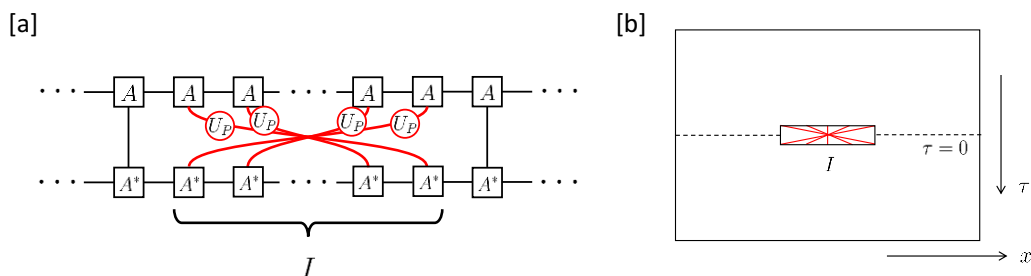 [a]
[b]
· · · A A A · · · A A A · · ·
U_P U_P U_P U_P
· · · A* A* A* · · · A* A* A* · · ·
I
τ = 0
I
τ
x